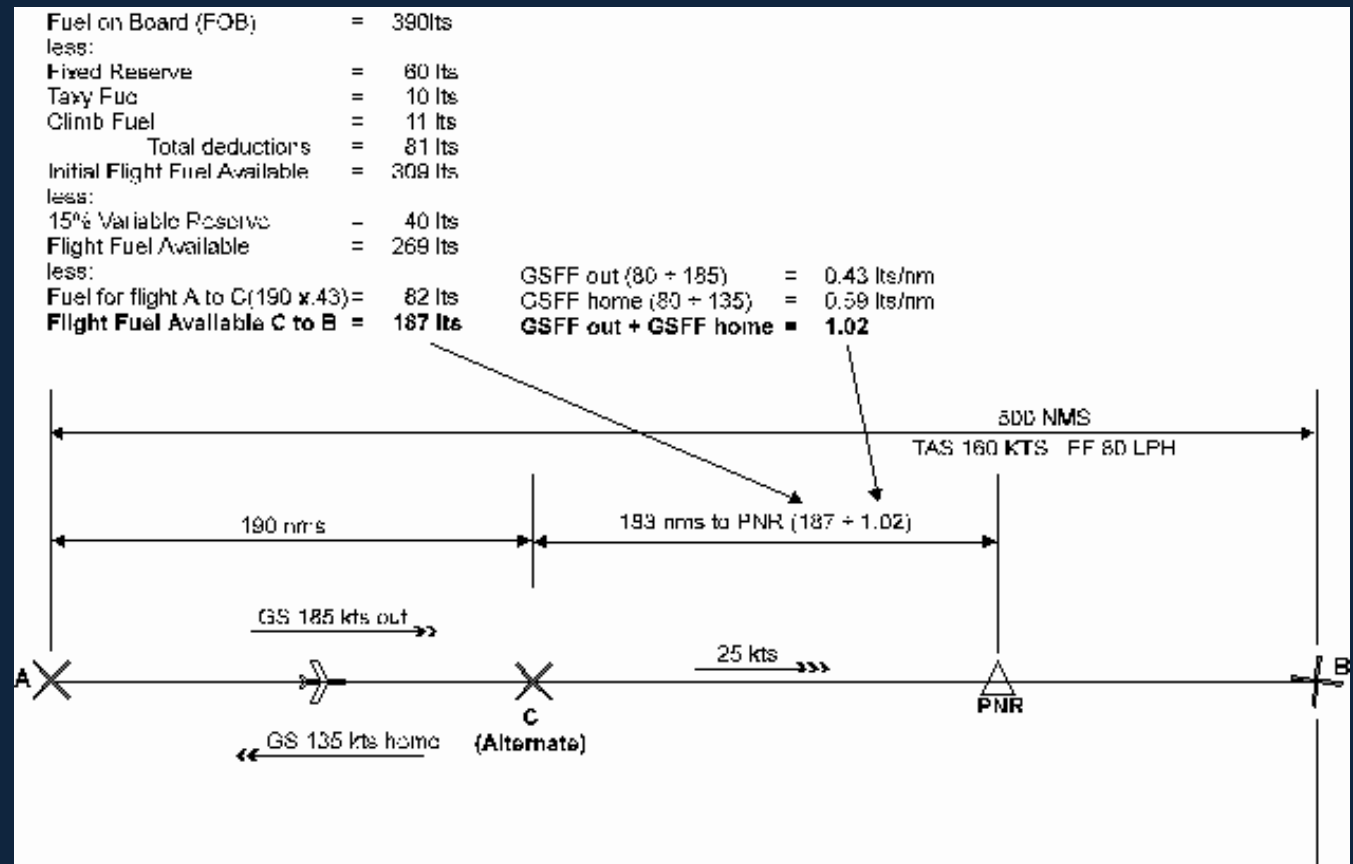 Fuel on Board (FOB) = 390lts
less:
Fixed Reserve = 60 lts
Taxy Fuel = 10 lts
Climb Fuel = 11 lts
Total deductions = 81 lts
Initial Flight Fuel Available = 309 lts
less:
15% Variable Reserve = 40 lts
Flight Fuel Available = 269 lts
less:
Fuel for flight A to C(190 x.43)= 82 lts
Flight Fuel Available C to B = 187 lts
GSFF out (80 ÷ 185) = 0.43 lts/nm
GSFF home (80 ÷ 135) = 0.59 lts/nm
GSFF out + GSFF home = 1.02
500 NMS
TAS 160 KTS FF 80 LPH
190 nms
183 nms to PNR (187 ÷ 1.02)
GS 185 kts out
25 kts
A
B
C
(Alternate)
PNR
GS 135 kts home